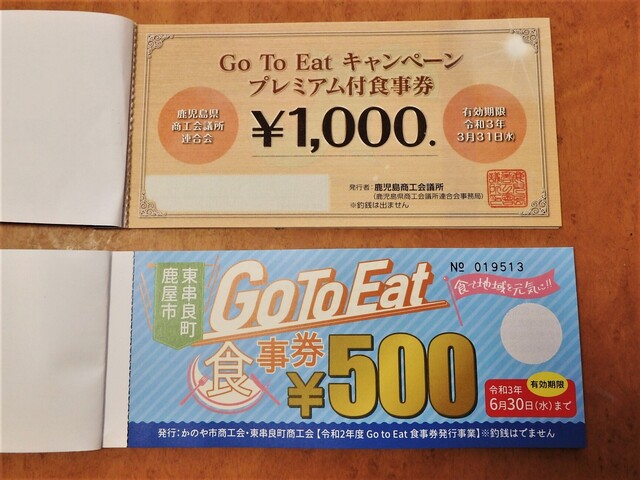 Go To Eat キャンペーン
プレミアム付食事券
鹿児島県
商工会議所
連合会
¥1,000.
有効期限
令和3年
3月31日㈬
発行者：鹿児島商工会議所
(鹿児島県商工会議所連合会事務局)
※釣銭は出ません
東串良町
鹿屋市
Go To Eat
№ 019513
食べて地域を元気に!!
食事券
¥500
有効期限
令和3年
6月30日(水)まで
発行：かのや市商工会・東串良町商工会【令和2年度 Go to Eat 食事券発行事業】※釣銭はでません